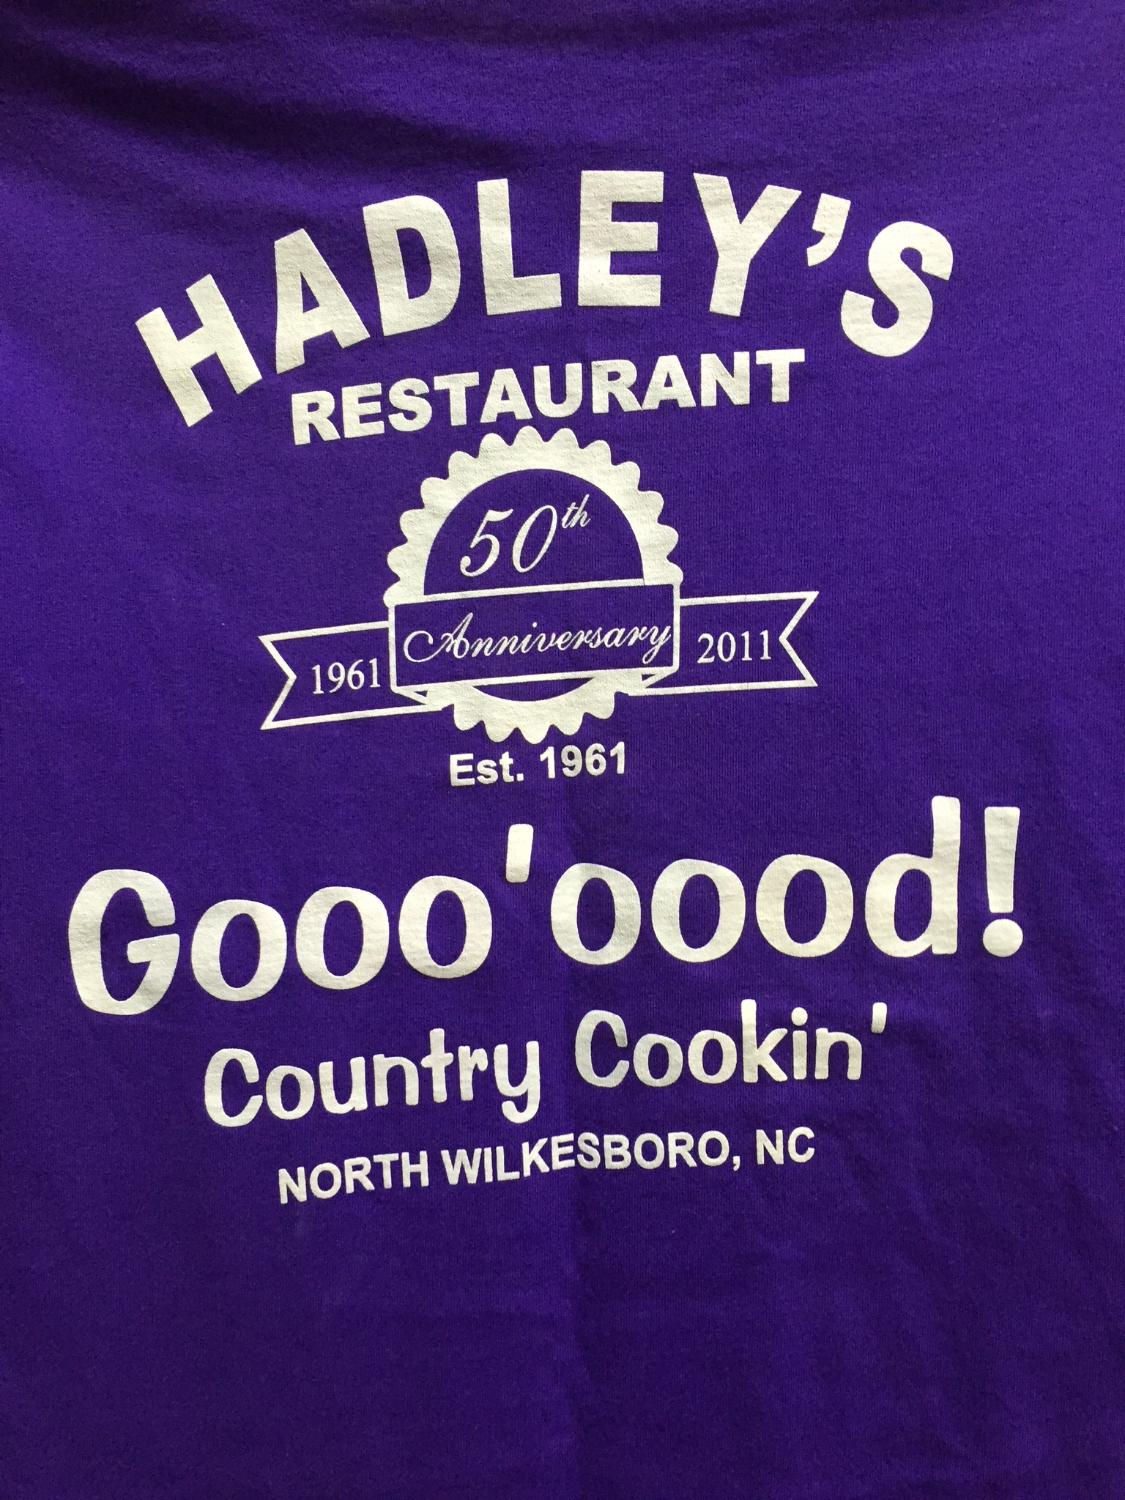 HADLEY'S
RESTAURANT
50th
Anniversary
1961
2011
Est. 1961
Gooo'oood!
Country Cookin'
NORTH WILKESBORO, NC